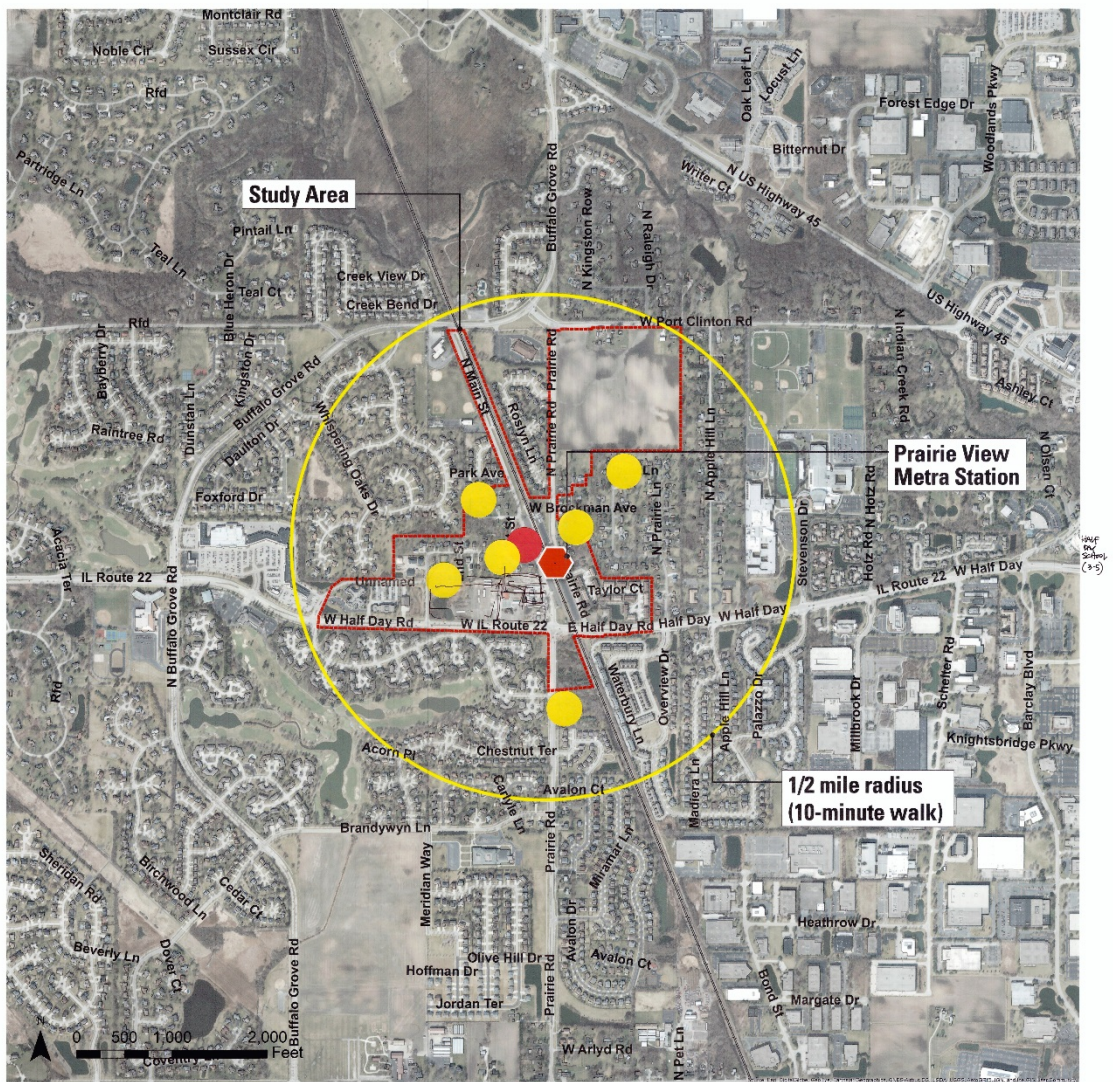 Montclair Rd
Noble Cir
Sussex Cir
Rfd
Oak Leaf Ln
Locust Ln
Forest Edge Dr
Woodlands Pkwy
Bitternut Dr
Partridge Ln
Writer Ct
N US Highway 45
Study Area
Buffalo Grove Rd
N Kingston Row
N Raleigh Dr
Pintail Ln
Teal Ln
Blue Heron Dr
Teal Ct
Creek View Dr
Creek Bend Dr
US Highway 45
Rfd
W Port Clinton Rd
N Indian Creek Rd
Bayberry Dr
Kingston Dr
Buffalo Grove Rd
N Main St
Prairie Rd
Ashley Ct
Dunstan Ln
Raintree Rd
Daulton Dr
Whispering Oaks Dr
Roslyn Ln
N Prairie Rd
N Apple Hill Ln
Prairie View
Metra Station
N Olsen Ct
Park Ave
Ln
Foxford Dr
W Brockman Ave
N Prairie Ln
Hotz Rd
N Hotz Rd
Acacia Ter
St
Stevenson Dr
HALF
DAY
SCHOOL
(3-5)
IL Route 22
Unnamed
Taylor Ct
IL Route 22
W Half Day
W Half Day Rd
W IL Route 22
E Half Day Rd
Half Day
W Half Day
N Buffalo Grove Rd
Rfd
Waterbury Ln
Overview Dr
Apple Hill Ln
Palazzo Dr
Millbrook Dr
Schelter Rd
Barclay Blvd
Acorn Pl
Chestnut Ter
Knightsbridge Pkwy
Carlyle Ln
Avalon Ct
Madiera Ln
1/2 mile radius
(10-minute walk)
Brandywyn Ln
Prairie Rd
Miramar Ln
Meridian Way
Sheridan Rd
Birchwood Ln
Cedar Ct
Heathrow Dr
Beverly Ln
Dover Ct
Buffalo Grove Rd
Avalon Dr
Olive Hill Dr
Avalon Ct
Hoffman Dr
Prairie Rd
Bond St
Margate Dr
Jordan Ter
N
0 500 1,000 2,000
Feet
W Arlyd Rd
N Pet Ln